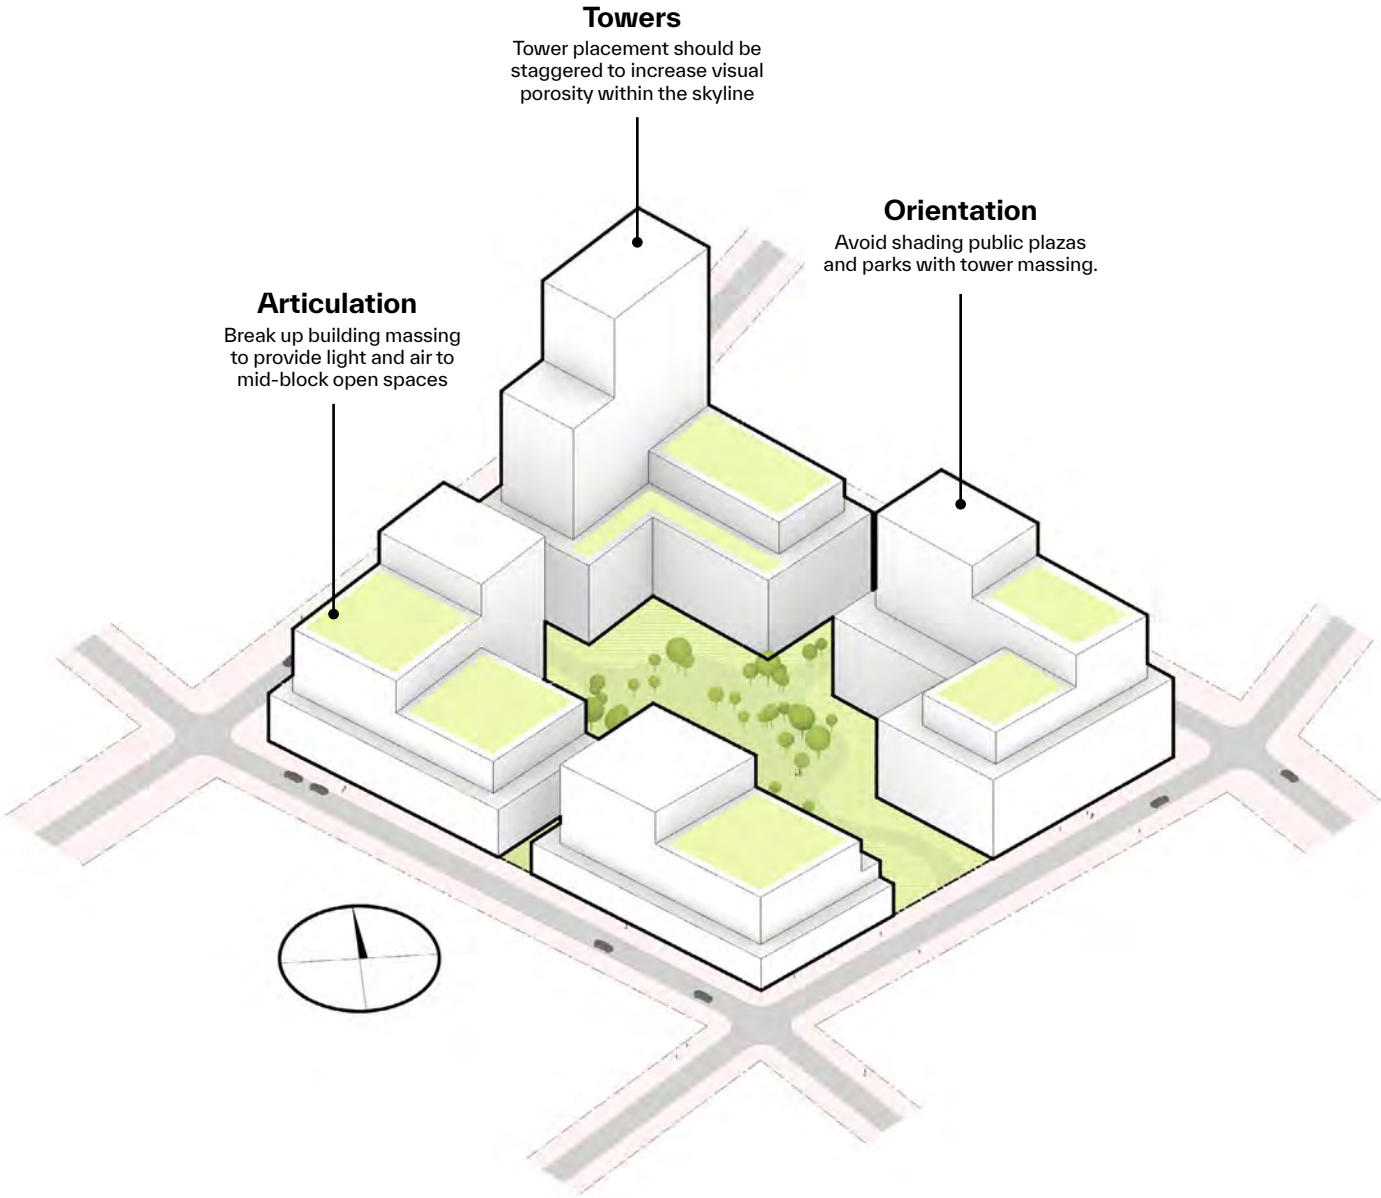 Towers
Tower placement should be
staggered to increase visual
porosity within the skyline
Orientation
Avoid shading public plazas
and parks with tower massing.
Articulation
Break up building massing
to provide light and air to
mid-block open spaces